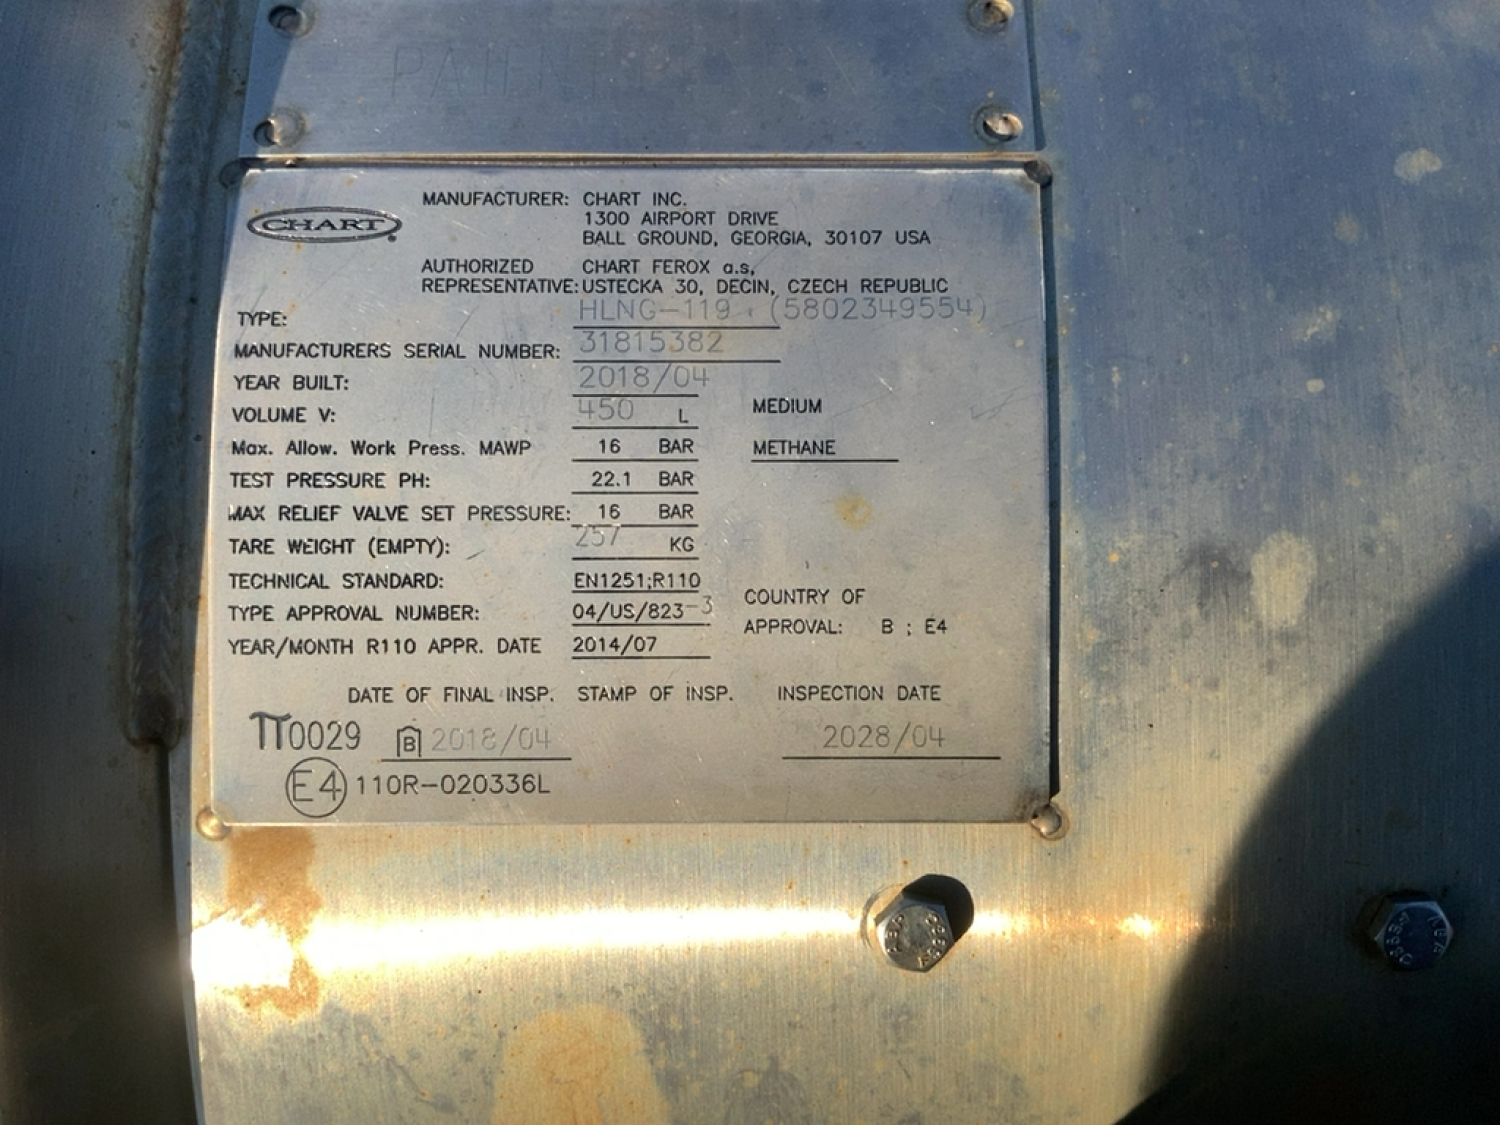 CHART
MANUFACTURER: CHART INC.
1300 AIRPORT DRIVE
BALL GROUND, GEORGIA, 30107 USA
AUTHORIZED CHART FEROX a.s,
REPRESENTATIVE: USTECKA 30, DECIN, CZECH REPUBLIC
TYPE: HLNG-119 (5802349554)
MANUFACTURERS SERIAL NUMBER: 31815382
YEAR BUILT: 2018/04
VOLUME V: 450 L MEDIUM
Max. Allow. Work Press. MAWP 16 BAR METHANE
TEST PRESSURE PH: 22.1 BAR
MAX RELIEF VALVE SET PRESSURE: 16 BAR
TARE WEIGHT (EMPTY): 257 KG
TECHNICAL STANDARD: EN1251;R110
TYPE APPROVAL NUMBER: 04/US/823-3 COUNTRY OF
APPROVAL: B ; E4
YEAR/MONTH R110 APPR. DATE 2014/07
DATE OF FINAL INSP. STAMP OF INSP. INSPECTION DATE
π0029 B 2018/04 2028/04
E4 110R-020336L